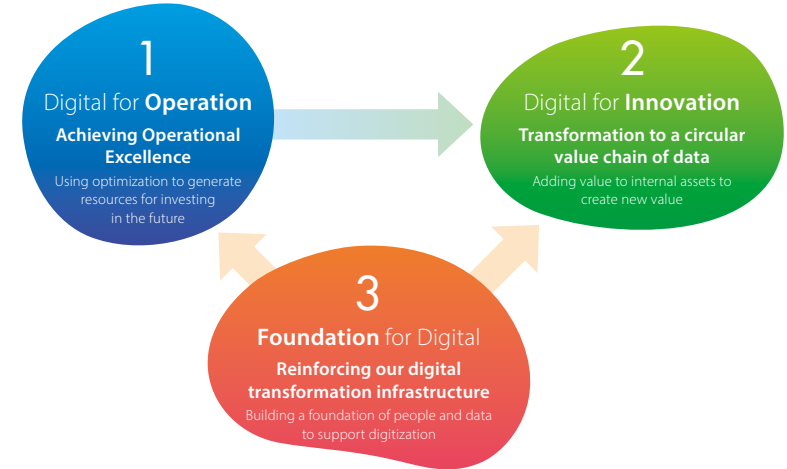 1
Digital for Operation
Achieving Operational
Excellence
Using optimization to generate
resources for investing
in the future
2
Digital for Innovation
Transformation to a circular
value chain of data
Adding value to internal assets to
create new value
3
Foundation for Digital
Reinforcing our digital
transformation infrastructure
Building a foundation of people and data
to support digitization